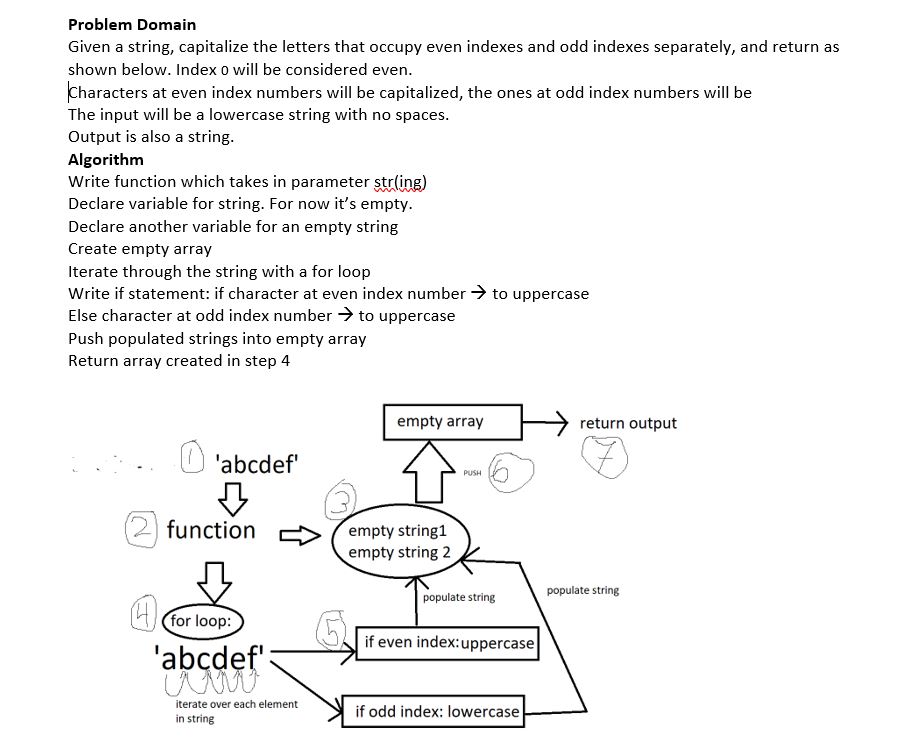 Problem Domain
Given a string, capitalize the letters that occupy even indexes and odd indexes separately, and return as
shown below. Index 0 will be considered even.
Characters at even index numbers will be capitalized, the ones at odd index numbers will be
The input will be a lowercase string with no spaces.
Output is also a string.
Algorithm
Write function which takes in parameter str(ing)
Declare variable for string. For now it’s empty.
Declare another variable for an empty string
Create empty array
Iterate through the string with a for loop
Write if statement: if character at even index number → to uppercase
Else character at odd index number → to uppercase
Push populated strings into empty array
Return array created in step 4
empty array
return output
7
1 'abcdef'
PUSH
6
3
2 function
empty string1
empty string 2
populate string
populate string
4 for loop:
5
if even index: uppercase
'abcdef'
iterate over each element
in string
if odd index: lowercase